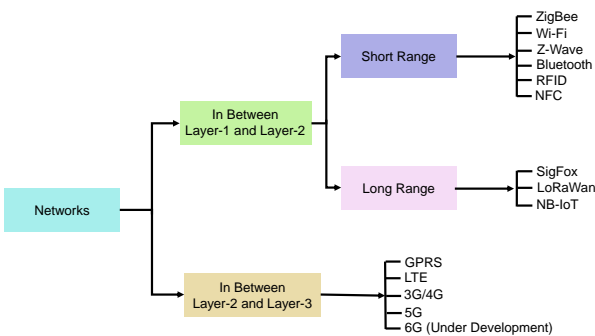 Networks
In Between
Layer-1 and Layer-2
Short Range
ZigBee
Wi-Fi
Z-Wave
Bluetooth
RFID
NFC
Long Range
SigFox
LoRaWan
NB-IoT
In Between
Layer-2 and Layer-3
GPRS
LTE
3G/4G
5G
6G (Under Development)